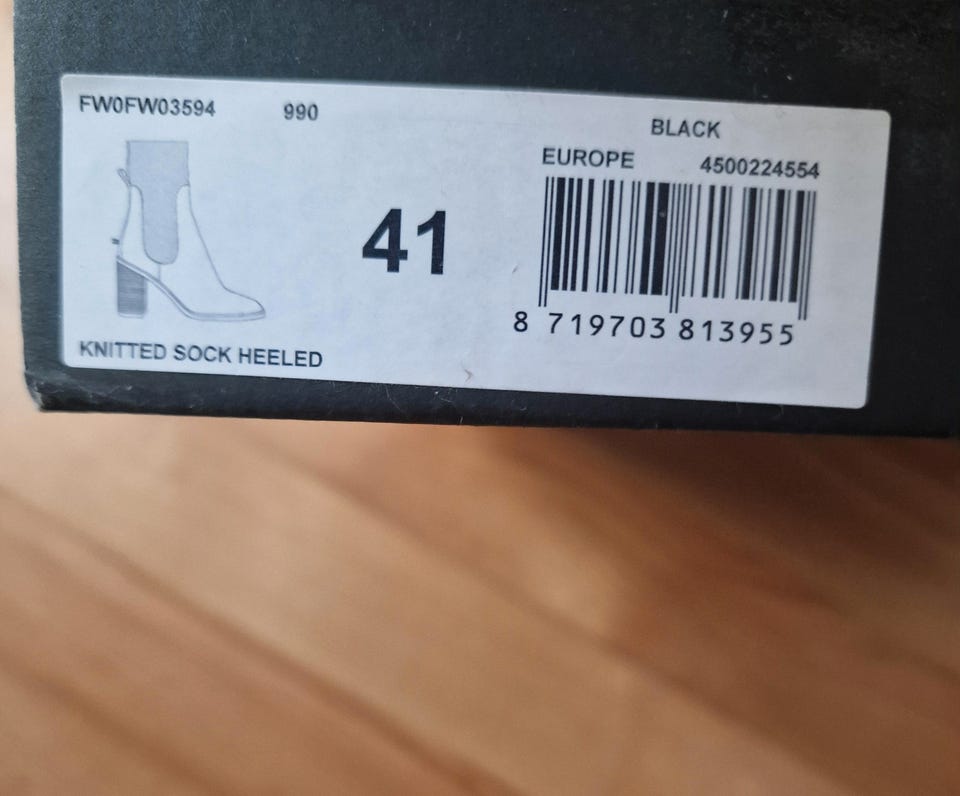 FW0FW03594 990
BLACK
EUROPE 4500224554
41
8 719703 813955
KNITTED SOCK HEELED